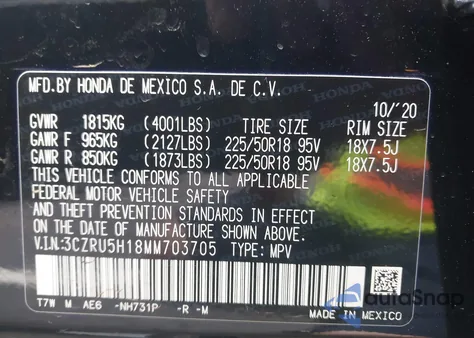 MFD.BY HONDA DE MEXICO S.A. DE C.V.
10/'20
GVWR 1815KG (4001LBS) TIRE SIZE RIM SIZE
GAWR F 965KG (2127LBS) 225/50R18 95V 18X7.5J
GAWR R 850KG (1873LBS) 225/50R18 95V 18X7.5J
THIS VEHICLE CONFORMS TO ALL APPLICABLE
FEDERAL MOTOR VEHICLE SAFETY
AND THEFT PREVENTION STANDARDS IN EFFECT
ON THE DATE OF MANUFACTURE SHOWN ABOVE.
V.I.N:3CZRU5H18MM703705 TYPE: MPV
T7W M AE6 -NH731P -R -M
MADE IN MEXICO
AutoSnap